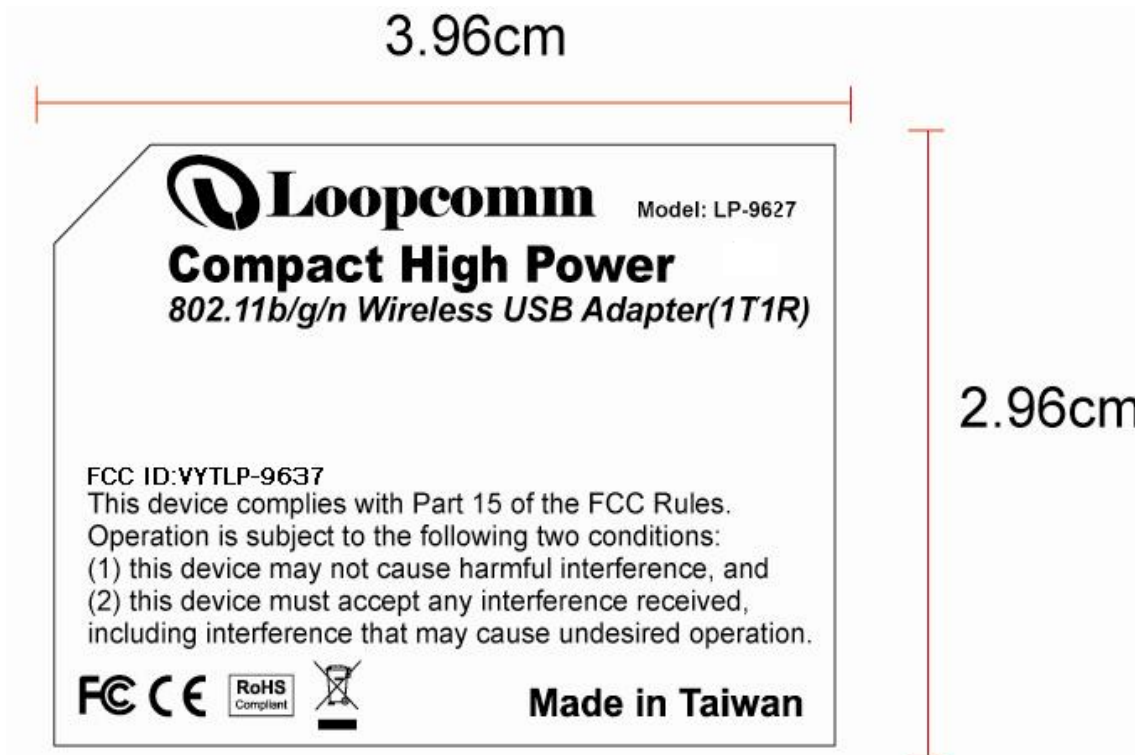 3.96cm
Loopcomm Model: LP-9627
Compact High Power
802.11b/g/n Wireless USB Adapter(1T1R)
2.96cm
FCC ID:VYTLP-9637
This device complies with Part 15 of the FCC Rules.
Operation is subject to the following two conditions:
(1) this device may not cause harmful interference, and
(2) this device must accept any interference received,
including interference that may cause undesired operation.
FC CE RoHS Compliant Made in Taiwan